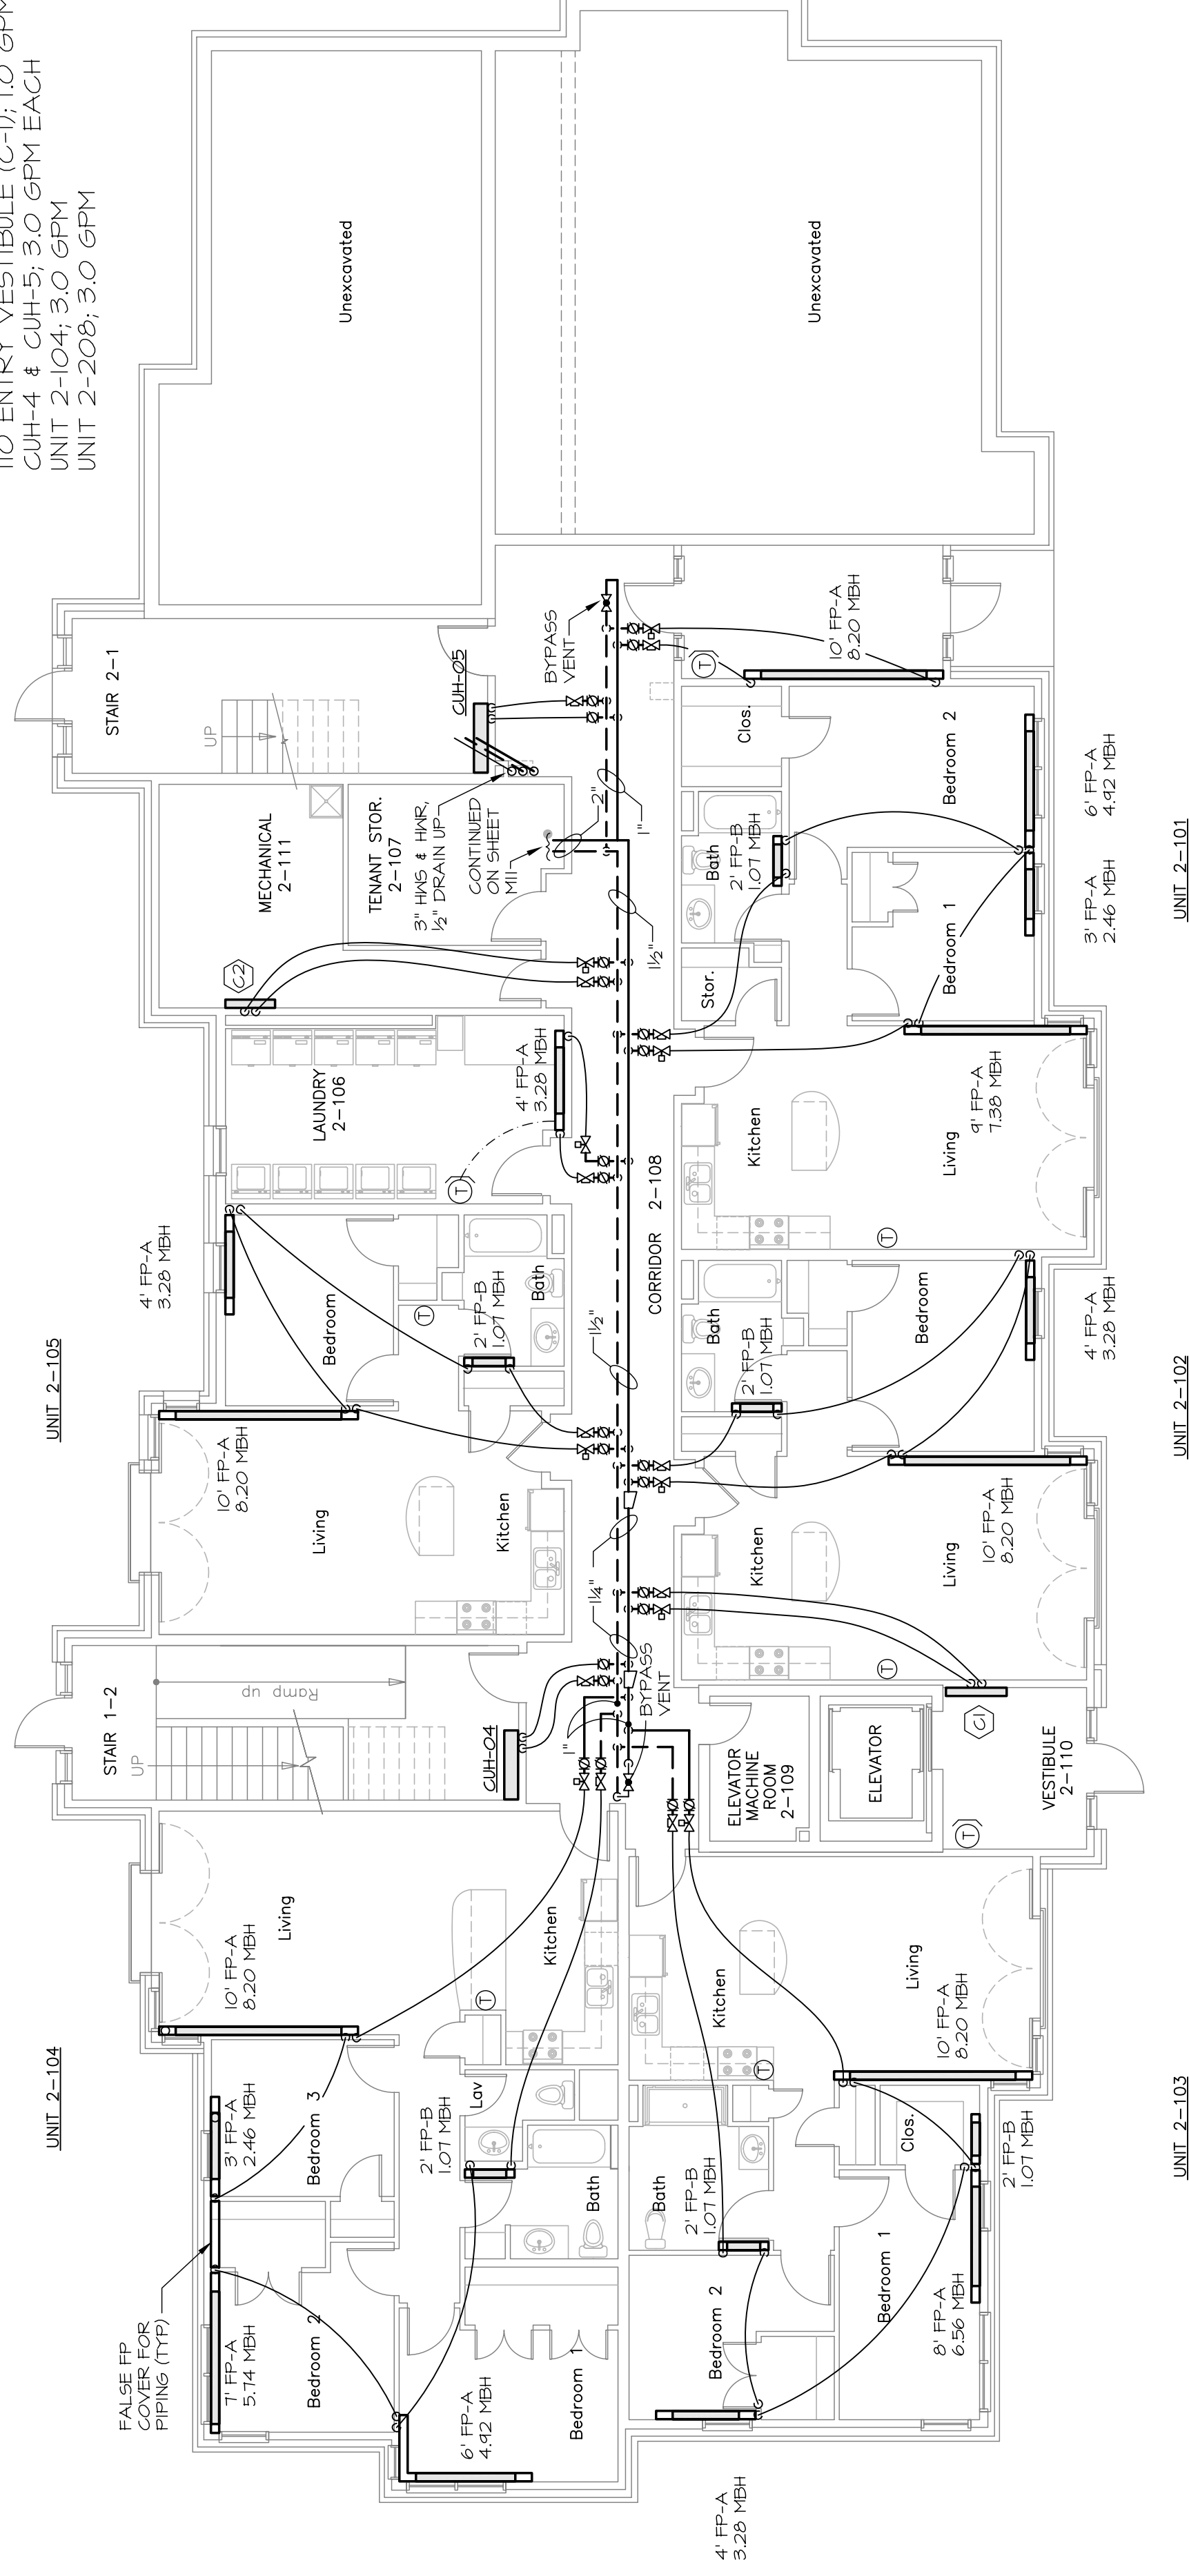 110 ENTRY VESTIBULE (C-1); 1.0 GPM
CUH-4 & CUH-5; 3.0 GPM EACH
UNIT 2-104; 3.0 GPM
UNIT 2-208; 3.0 GPM
UNIT 2-104
UNIT 2-105
FALSE FP
COVER FOR
PIPING (TYP)
7' FP-A
5.74 MBH
Bedroom 2
3' FP-A
2.46 MBH
Bedroom 3
10' FP-A
8.20 MBH
Living
STAIR 1-2
UP
Ramp up
CUH-04
10' FP-A
8.20 MBH
Living
4' FP-A
3.28 MBH
Bedroom
LAUNDRY
2-106
C2
MECHANICAL
2-111
TENANT STOR.
2-107
STAIR 2-1
UP
CUH-05
Unexcavated
6' FP-A
4.92 MBH
Bedroom 1
2' FP-B
1.07 MBH
Lav
Bath
T
Kitchen
Kitchen
T
2' FP-B
1.07 MBH
Bath
T
4' FP-A
3.28 MBH
3" HWS & HWR,
½" DRAIN UP
CONTINUED
ON SHEET
M11
BYPASS
VENT
1"
BYPASS
VENT
1¼"
1½"
CORRIDOR 2-108
1½"
2"
1"
Unexcavated
4' FP-A
3.28 MBH
Bedroom 2
2' FP-B
1.07 MBH
Bath
Kitchen
T
Bedroom 1
8' FP-A
6.56 MBH
Clos.
2' FP-B
1.07 MBH
10' FP-A
8.20 MBH
Living
ELEVATOR
MACHINE
ROOM
2-109
ELEVATOR
T
VESTIBULE
2-110
C1
T
Kitchen
Living
10' FP-A
8.20 MBH
2' FP-B
1.07 MBH
Bath
Bedroom
4' FP-A
3.28 MBH
T
Kitchen
Living
9' FP-A
7.38 MBH
Stor.
Bath
2' FP-B
1.07 MBH
Clos.
T
10' FP-A
8.20 MBH
Bedroom 1
Bedroom 2
3' FP-A
2.46 MBH
6' FP-A
4.92 MBH
UNIT 2-103
UNIT 2-102
UNIT 2-101